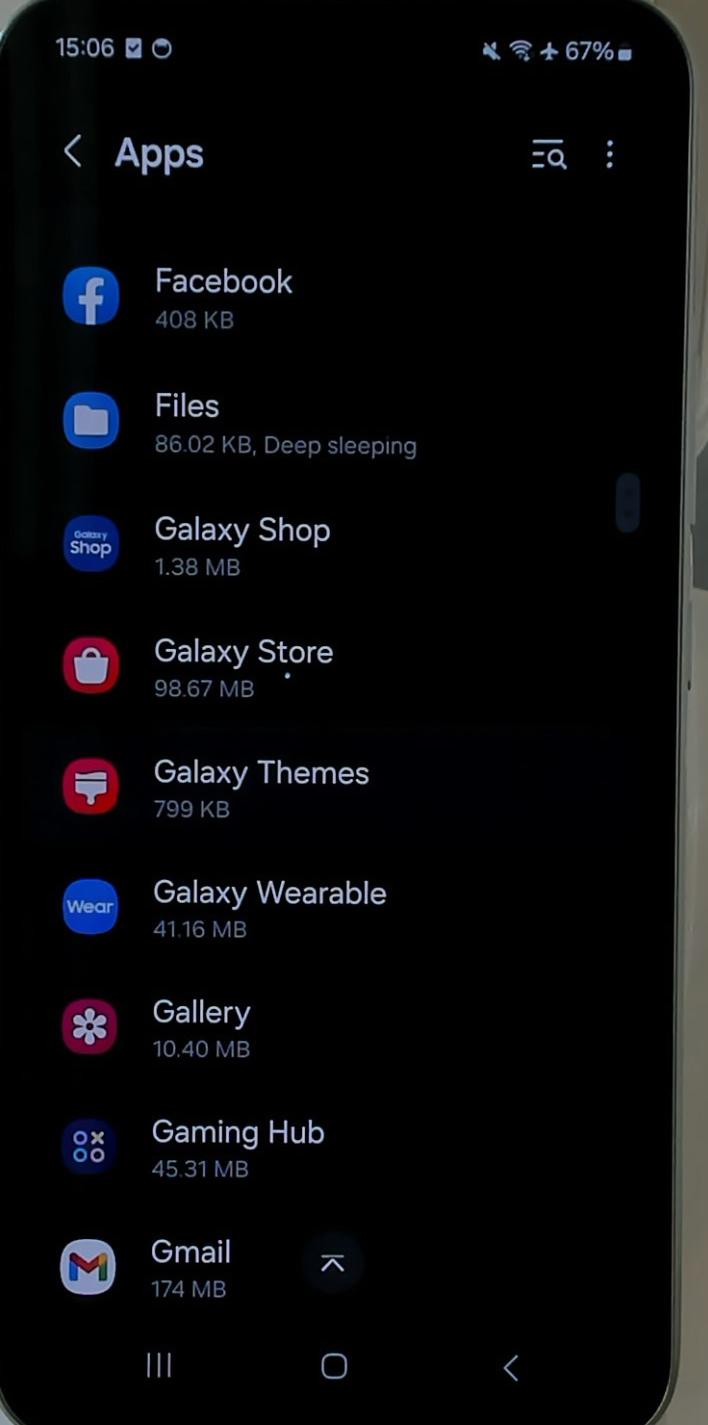 15:06
67%
Apps
Facebook
408 KB
Files
86.02 KB, Deep sleeping
Galaxy Shop
Galaxy Shop
1.38 MB
Galaxy Store
98.67 MB
Galaxy Themes
799 KB
Wear
Galaxy Wearable
41.16 MB
Gallery
10.40 MB
Gaming Hub
45.31 MB
Gmail
174 MB